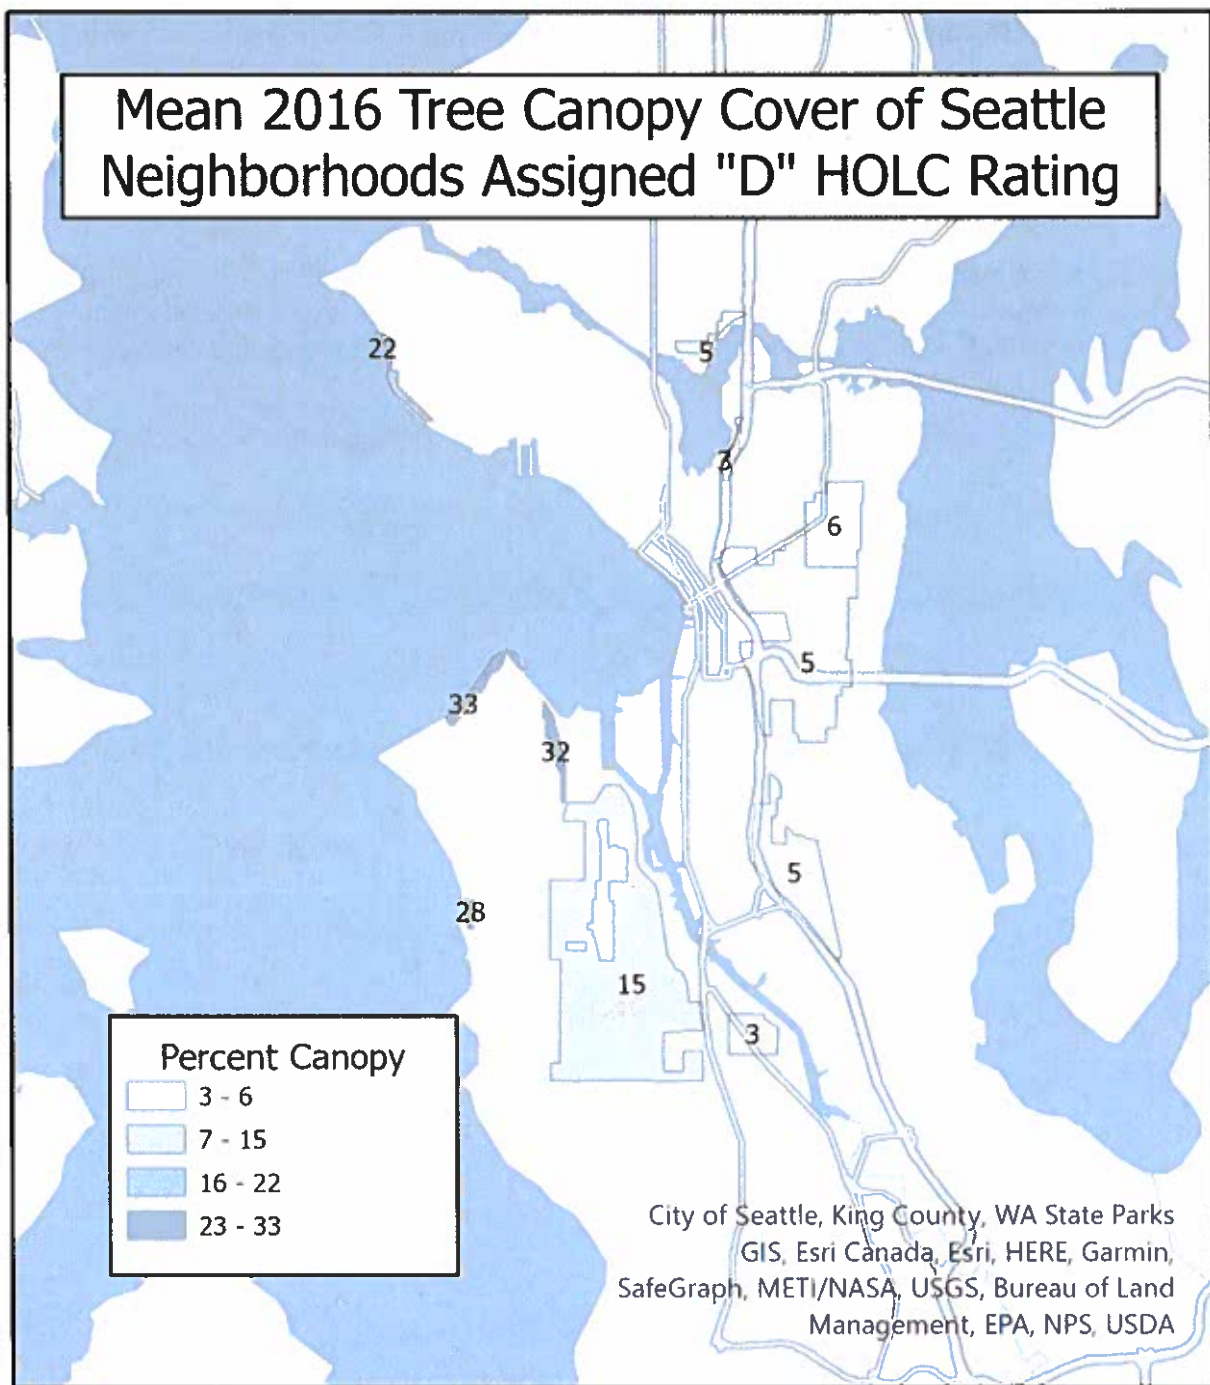 Mean 2016 Tree Canopy Cover of Seattle
Neighborhoods Assigned "D" HOLC Rating
22
5
6
5
33
32
5
28
15
3
Percent Canopy
3 - 6
7 - 15
16 - 22
23 - 33
City of Seattle, King County, WA State Parks
GIS, Esri Canada, Esri, HERE, Garmin,
SafeGraph, METI/NASA, USGS, Bureau of Land
Management, EPA, NPS, USDA